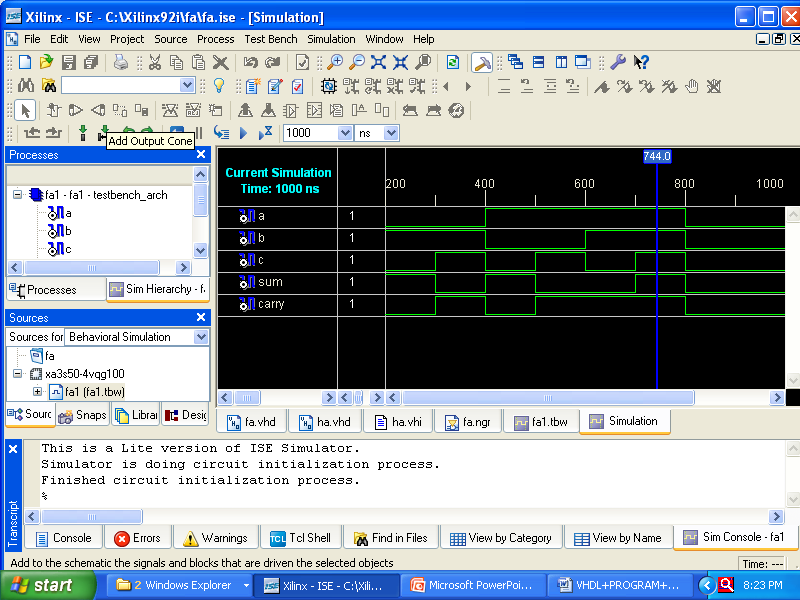 Xilinx - ISE - C:\Xilinx92i\fa\fa.ise - [Simulation]
File Edit View Project Source Process Test Bench Simulation Window Help
1000 ns
Add Output Cone
Processes
fa1 - fa1 - testbench_arch
a
b
c
Processes Sim Hierarchy - f
Sources
Sources for Behavioral Simulation
fa
xa3s50-4vqg100
fa1 (fa1.tbw)
Sourc Snaps Librar Desig
744.0
Current Simulation
Time: 1000 ns
200 400 600 800 1000
a 1
b 1
c 1
sum 1
carry 1
fa.vhd ha.vhd ha.vhi fa.ngr fa1.tbw Simulation
Transcript
This is a Lite version of ISE Simulator.
Simulator is doing circuit initialization process.
Finished circuit initialization process.
%
Console Errors Warnings TCL Tcl Shell Find in Files View by Category View by Name Sim Console - fa1
Add to the schematic the signals and blocks that are driven the selected objects Time: ---
start 2 Windows Explorer Xilinx - ISE - C:\Xili... Microsoft PowerPoi... VHDL+PROGRAM+... 8:23 PM